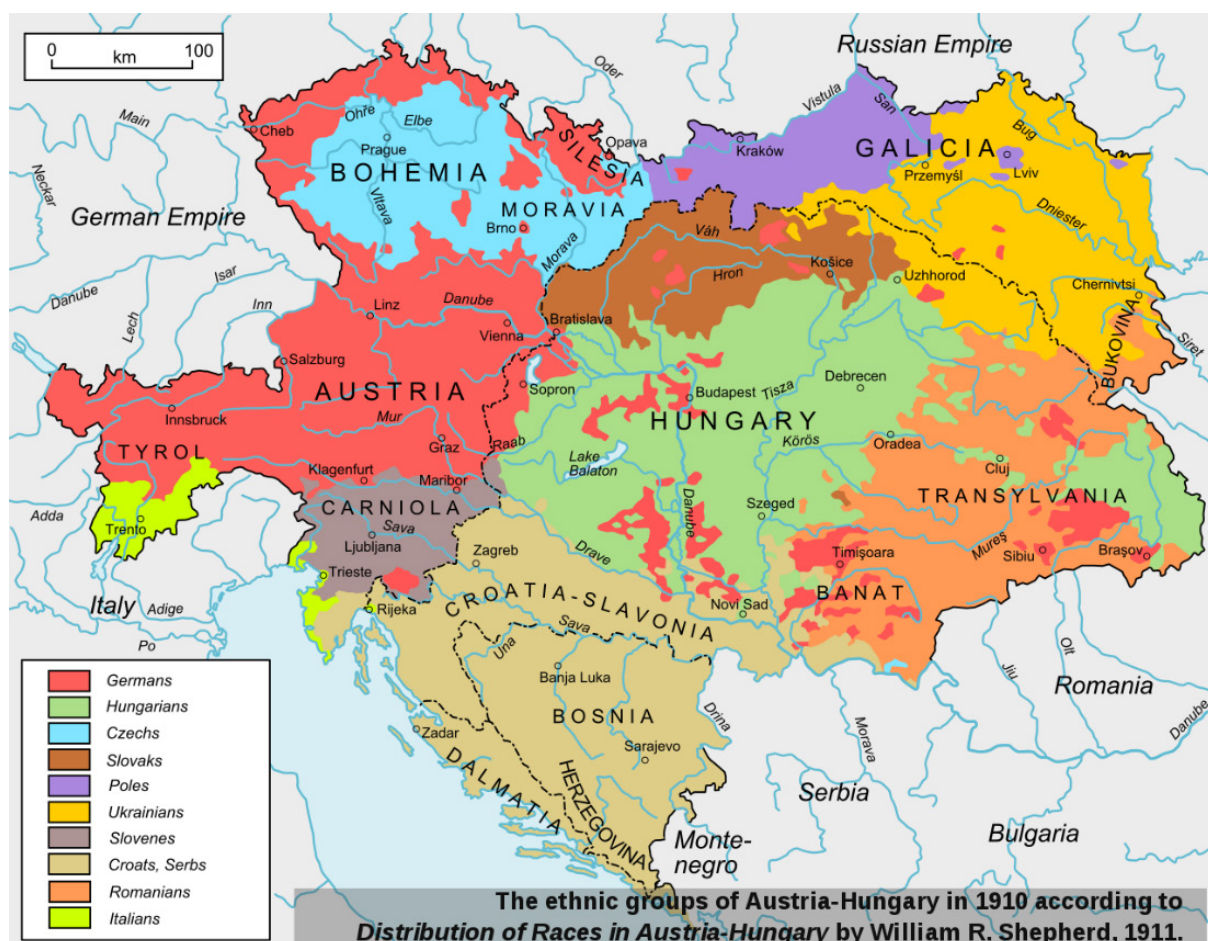 0 100
km
Russian Empire
Oder
Main
Neckar
German Empire
Ohře
Elbe
Cheb
Prague
BOHEMIA
Vltava
SILESIA
Opava
MORAVIA
Brno
Morava
Vistula
San
Kraków
GALICIA
Bug
Przemyśl
Lviv
Dniester
Váh
Hron
Košice
Uzhhorod
Chernivtsi
BUKOVINA
Siret
Danube
Lech
Isar
Inn
Linz
Danube
Vienna
Bratislava
Salzburg
AUSTRIA
Sopron
Innsbruck
Mur
Graz
Raab
TYROL
Klagenfurt
Maribor
Budapest
Tisza
Debrecen
HUNGARY
Körös
Oradea
Lake
Balaton
Cluj
TRANSYLVANIA
Szeged
Danube
Mureş
Timişoara
Sibiu
Braşov
BANAT
Adda
Trento
CARNIOLA
Sava
Ljubljana
Zagreb
Drave
Trieste
Italy
Adige
Po
Rijeka
CROATIA-SLAVONIA
Novi Sad
Sava
Una
Banja Luka
BOSNIA
Drina
Sarajevo
Zadar
DALMATIA
HERZEGOVINA
Morava
Jiu
Olt
Romania
Danube
Serbia
Bulgaria
Monte-
negro
Germans
Hungarians
Czechs
Slovaks
Poles
Ukrainians
Slovenes
Croats, Serbs
Romanians
Italians
The ethnic groups of Austria-Hungary in 1910 according to
Distribution of Races in Austria-Hungary by William R. Shepherd, 1911.